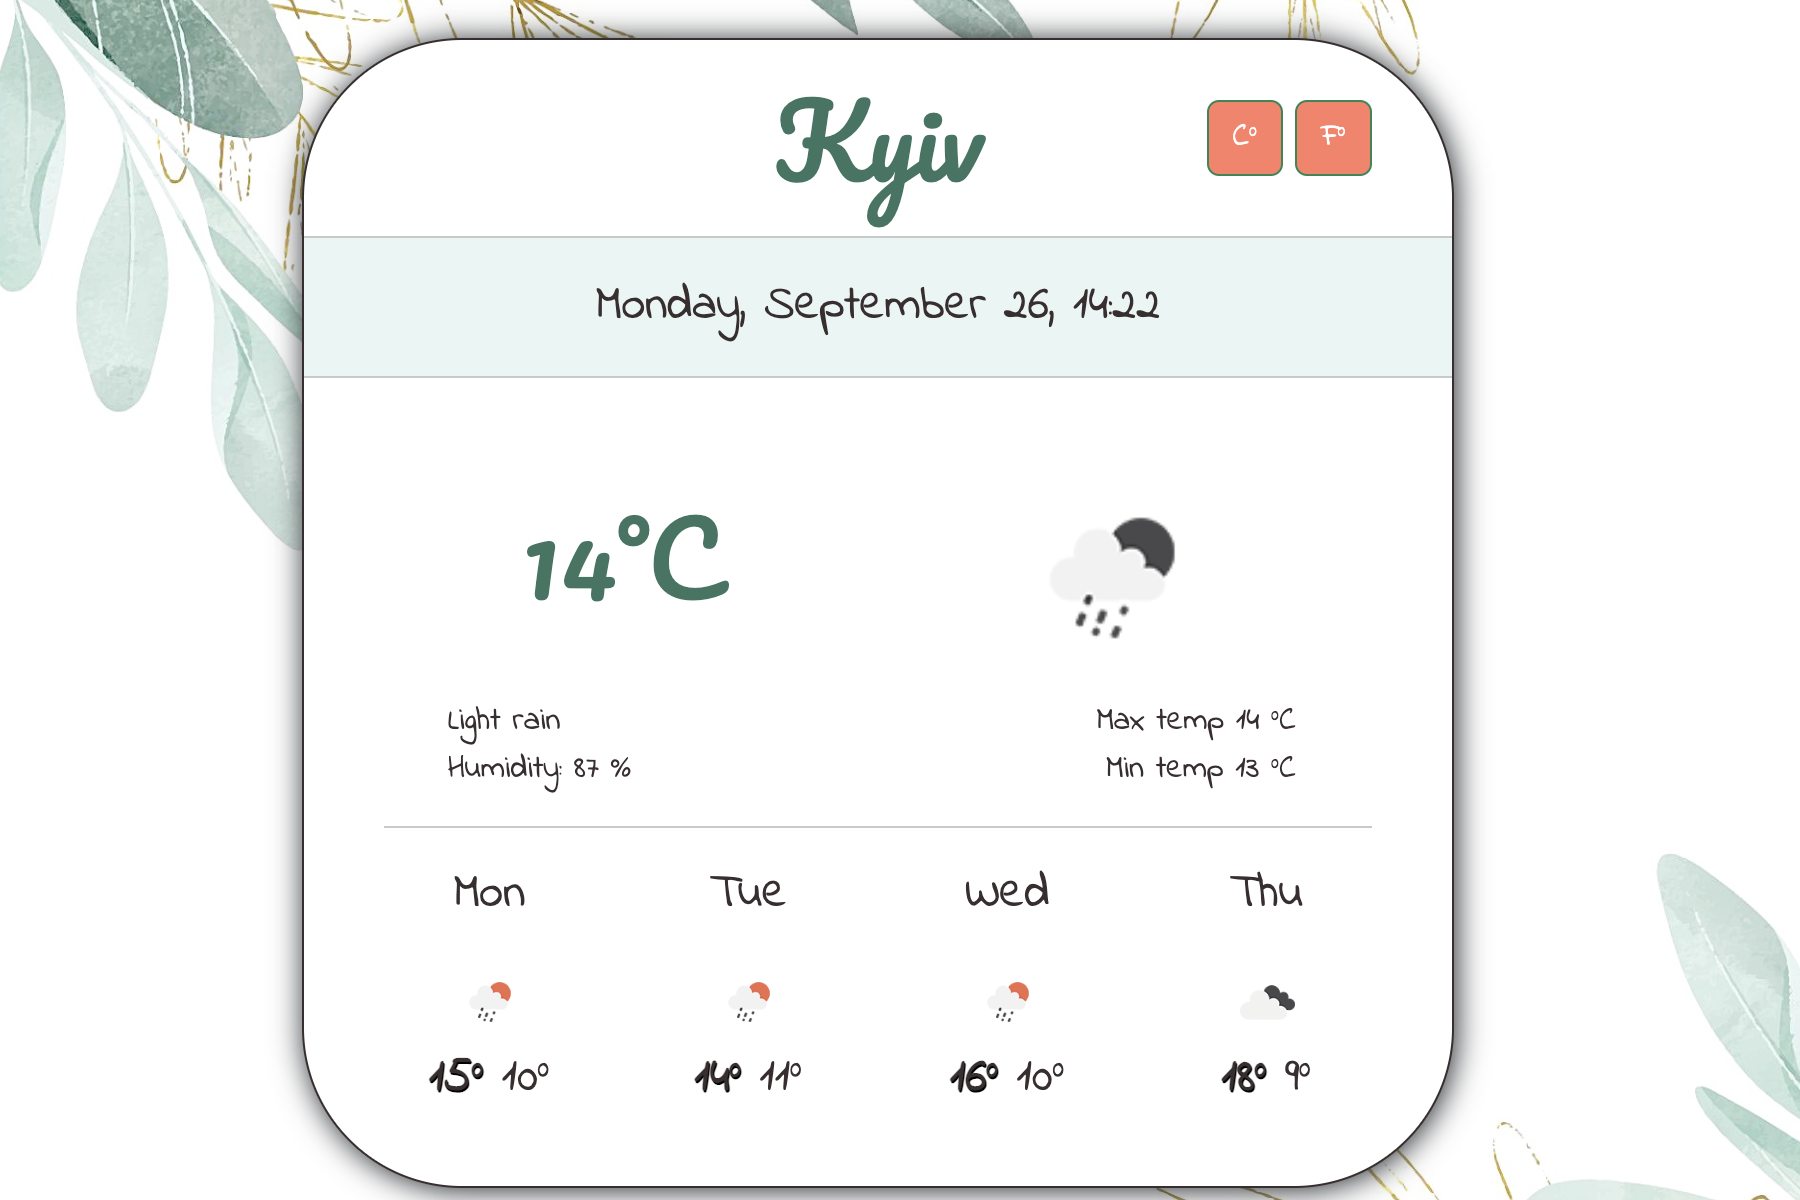 Kyiv
C° F°
Monday, September 26, 14:22
14°C
Light rain
Humidity: 87 %
Max temp 14 °C
Min temp 13 °C
Mon Tue Wed Thu
15° 10° 14° 11° 16° 10° 18° 9°